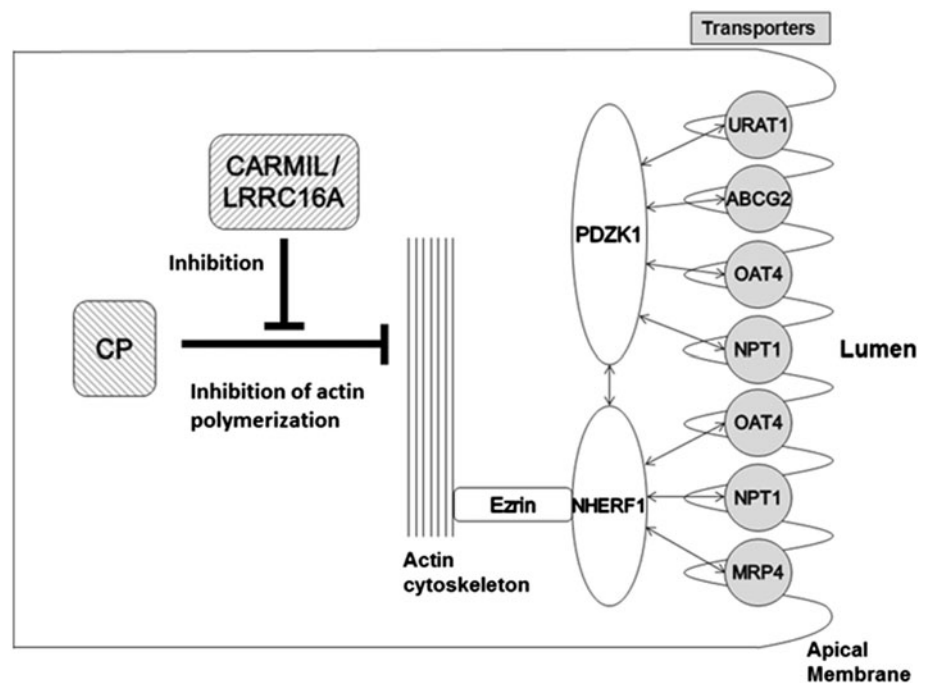 Transporters
URAT1
CARMIL/
LRRC16A
ABCG2
PDZK1
Inhibition
OAT4
CP
NPT1
Lumen
Inhibition of actin
polymerization
OAT4
Ezrin
NHERF1
NPT1
Actin
cytoskeleton
MRP4
Apical
Membrane